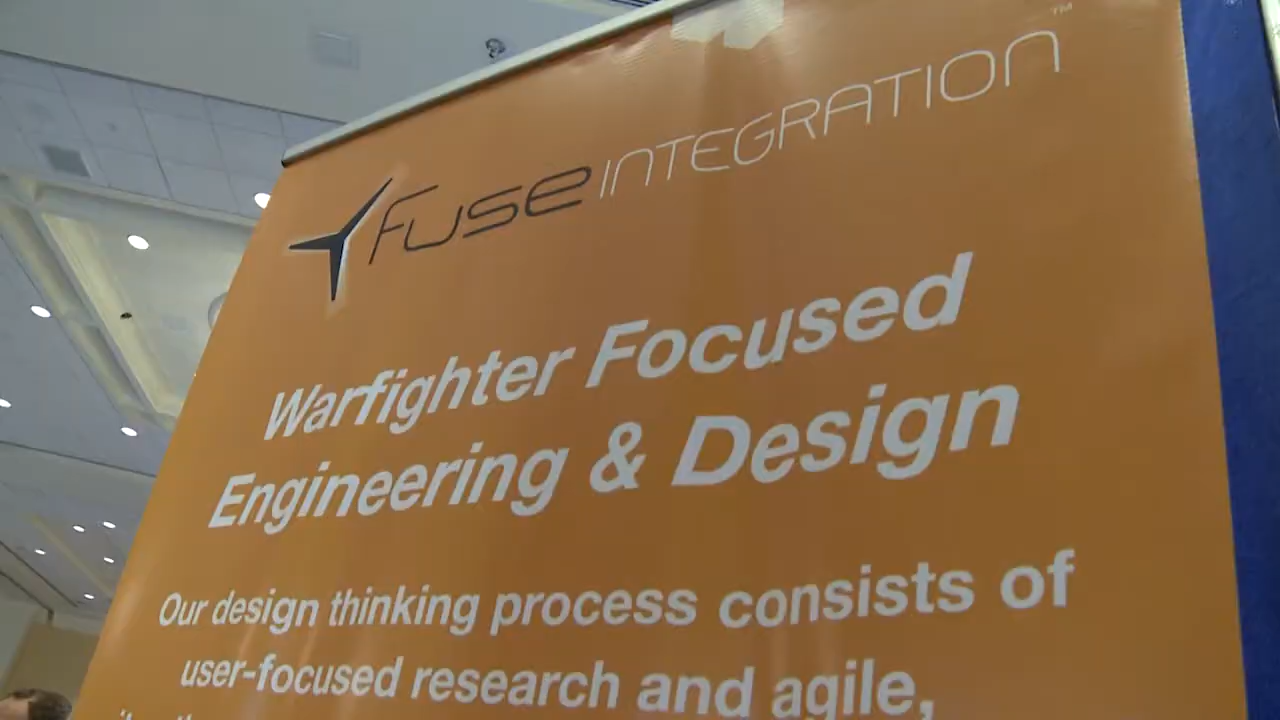 Fuse INTEGRATION™
Warfighter Focused
Engineering & Design
Our design thinking process consists of
user-focused research and agile,